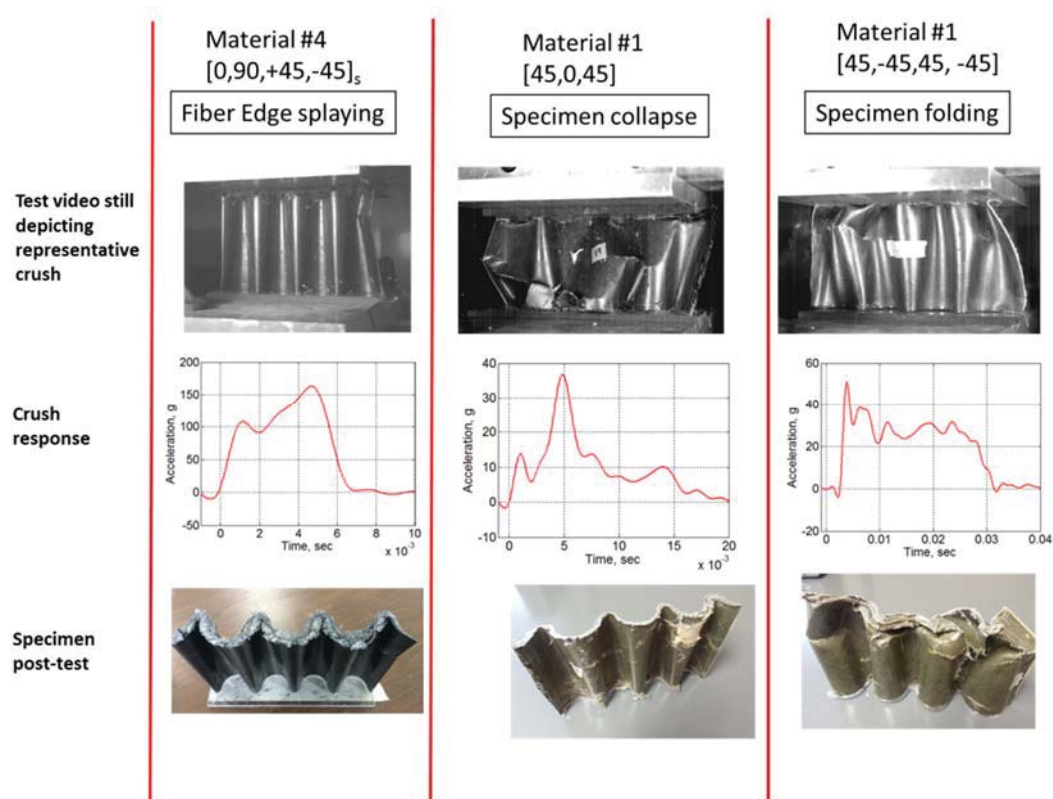 Material #4
[0,90,+45,-45]s
Fiber Edge splaying
Material #1
[45,0,45]
Specimen collapse
Material #1
[45,-45,45, -45]
Specimen folding
Test video still
depicting
representative
crush
Crush
response
200
150
100
50
0
-50
Acceleration, g
0
2
4
6
8
10
Time, sec
x 10⁻³
40
30
20
10
0
-10
Acceleration, g
0
5
10
15
20
Time, sec
x 10⁻³
60
40
20
0
-20
Acceleration, g
0
0.01
0.02
0.03
0.04
Time, sec
Specimen
post-test